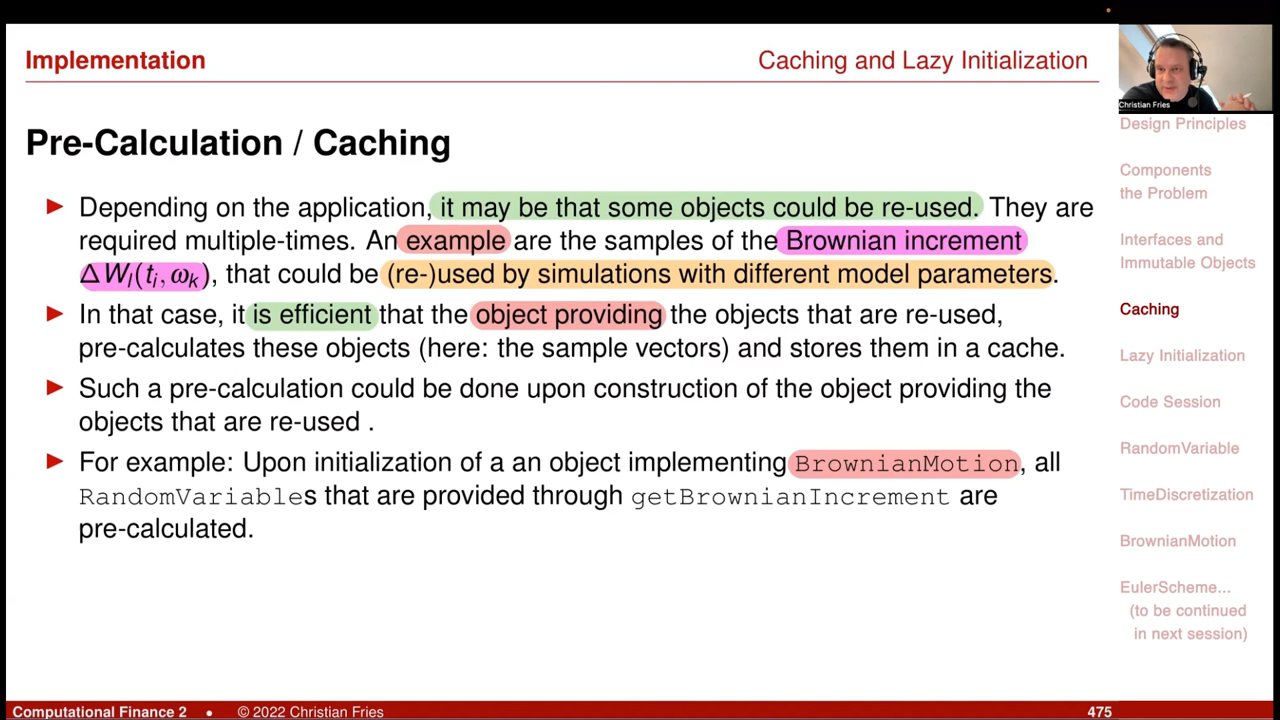 Implementation
Caching and Lazy Initialization
Christian Fries
Pre-Calculation / Caching
▶ Depending on the application, it may be that some objects could be re-used. They are
required multiple-times. An example are the samples of the Brownian increment
ΔWₗ(tᵢ, ωₖ), that could be (re-)used by simulations with different model parameters.
▶ In that case, it is efficient that the object providing the objects that are re-used,
pre-calculates these objects (here: the sample vectors) and stores them in a cache.
▶ Such a pre-calculation could be done upon construction of the object providing the
objects that are re-used .
▶ For example: Upon initialization of a an object implementing BrownianMotion, all
RandomVariables that are provided through getBrownianIncrement are
pre-calculated.
Design Principles
Components
the Problem
Interfaces and
Immutable Objects
Caching
Lazy Initialization
Code Session
RandomVariable
TimeDiscretization
BrownianMotion
EulerScheme...
(to be continued
in next session)
Computational Finance 2 • © 2022 Christian Fries
475